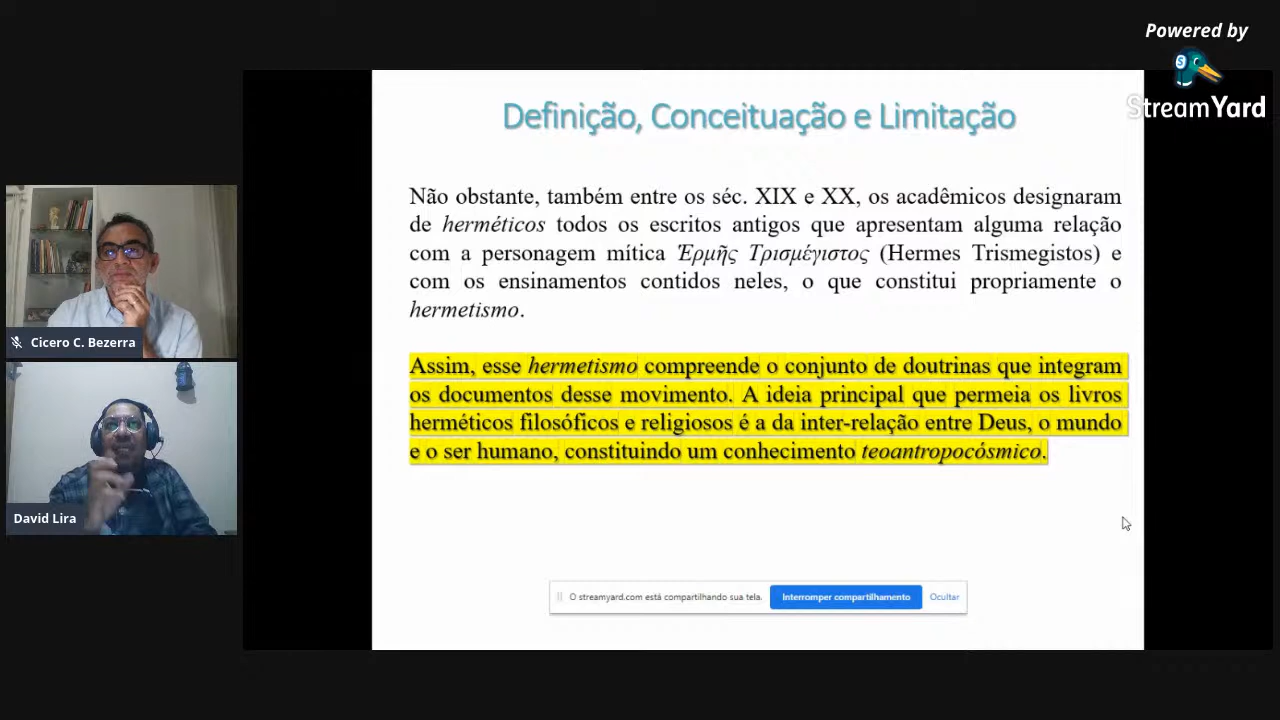 Powered by
StreamYard
Definição, Conceituação e Limitação
Não obstante, também entre os séc. XIX e XX, os acadêmicos designaram
de herméticos todos os escritos antigos que apresentam alguma relação
com a personagem mítica Ἑρμῆς Τρισμέγιστος (Hermes Trismegistos) e
com os ensinamentos contidos neles, o que constitui propriamente o
hermetismo.
Assim, esse hermetismo compreende o conjunto de doutrinas que integram
os documentos desse movimento. A ideia principal que permeia os livros
herméticos filosóficos e religiosos é a da inter-relação entre Deus, o mundo
e o ser humano, constituindo um conhecimento teoantropocósmico.
Cicero C. Bezerra
David Lira
O streamyard.com está compartilhando sua tela.
Interromper compartilhamento
Ocultar